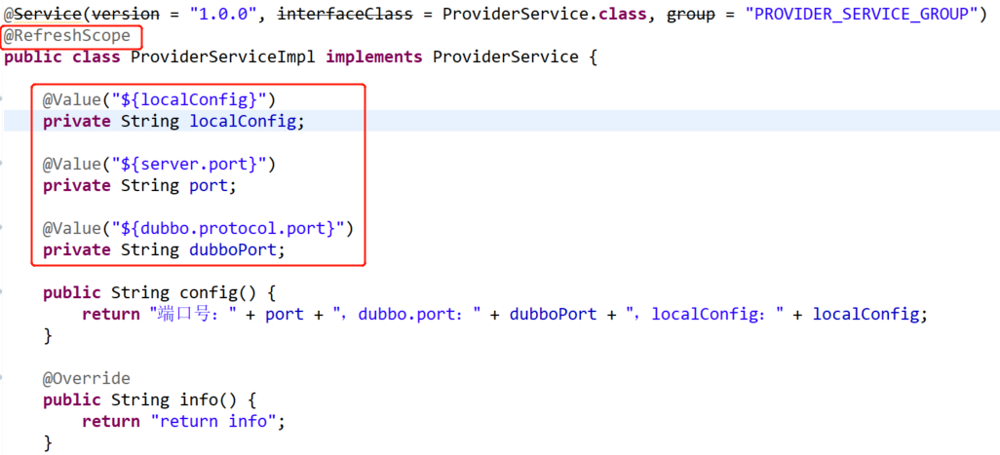 @Service(version = "1.0.0", interfaceClass = ProviderService.class, group = "PROVIDER_SERVICE_GROUP")
@RefreshScope
public class ProviderServiceImpl implements ProviderService {
@Value("${localConfig}")
private String localConfig;
@Value("${server.port}")
private String port;
@Value("${dubbo.protocol.port}")
private String dubboPort;
public String config() {
return "端口号：" + port + "，dubbo.port：" + dubboPort + "，localConfig：" + localConfig;
}
@Override
public String info() {
return "return info";
}